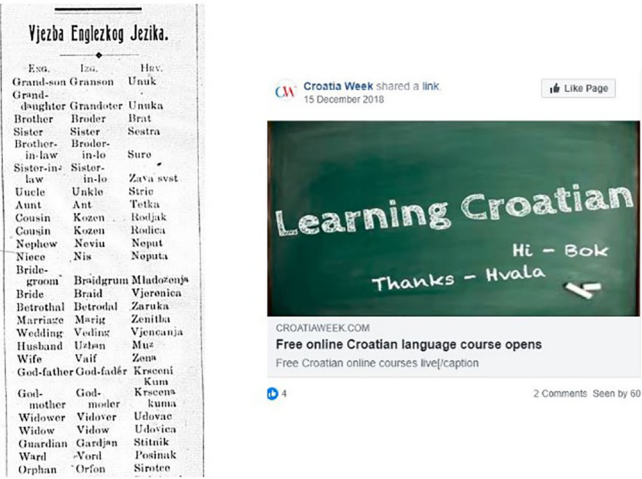 Vjezba Englezkog Jezika.
ENG. IZG. HRV.
Grand-son Granson Unuk
Grand-
daughter Grandoter Unuka
Brother Broder Brat
Sister Sister Sestra
Brother- Broder-
in-law in-lo Sure
Sister-in- Sister-
law in-lo Zava svst
Uncle Unkle Stric
Aunt Ant Tetka
Cousin Kozen Rodjak
Cousin Kozen Rodica
Nephew Neviu Neput
Niece Nis Neputa
Bride-
groom Braidgrum Mladozenja
Bride Braid Vjerenica
Betrothal Betrodal Zaruka
Marriage Marig Zenitba
Wedding Veding Vjencanja
Husband Uzban Muz
Wife Vaif Zena
God-father God-fadér Krsceni
Kum
God- God- Krscena
mother moder kuma
Widower Vidover Udovac
Widow Vidow Udovica
Guardian Gardjan Stitnik
Ward Vord Posinak
Orphan Orfon Sirotce
CW Croatia Week shared a link.
15 December 2018
Like Page
Learning Croatian
Hi – Bok
Thanks – Hvala
CROATIAWEEK.COM
Free online Croatian language course opens
Free Croatian online courses live[/caption
4 2 Comments Seen by 60